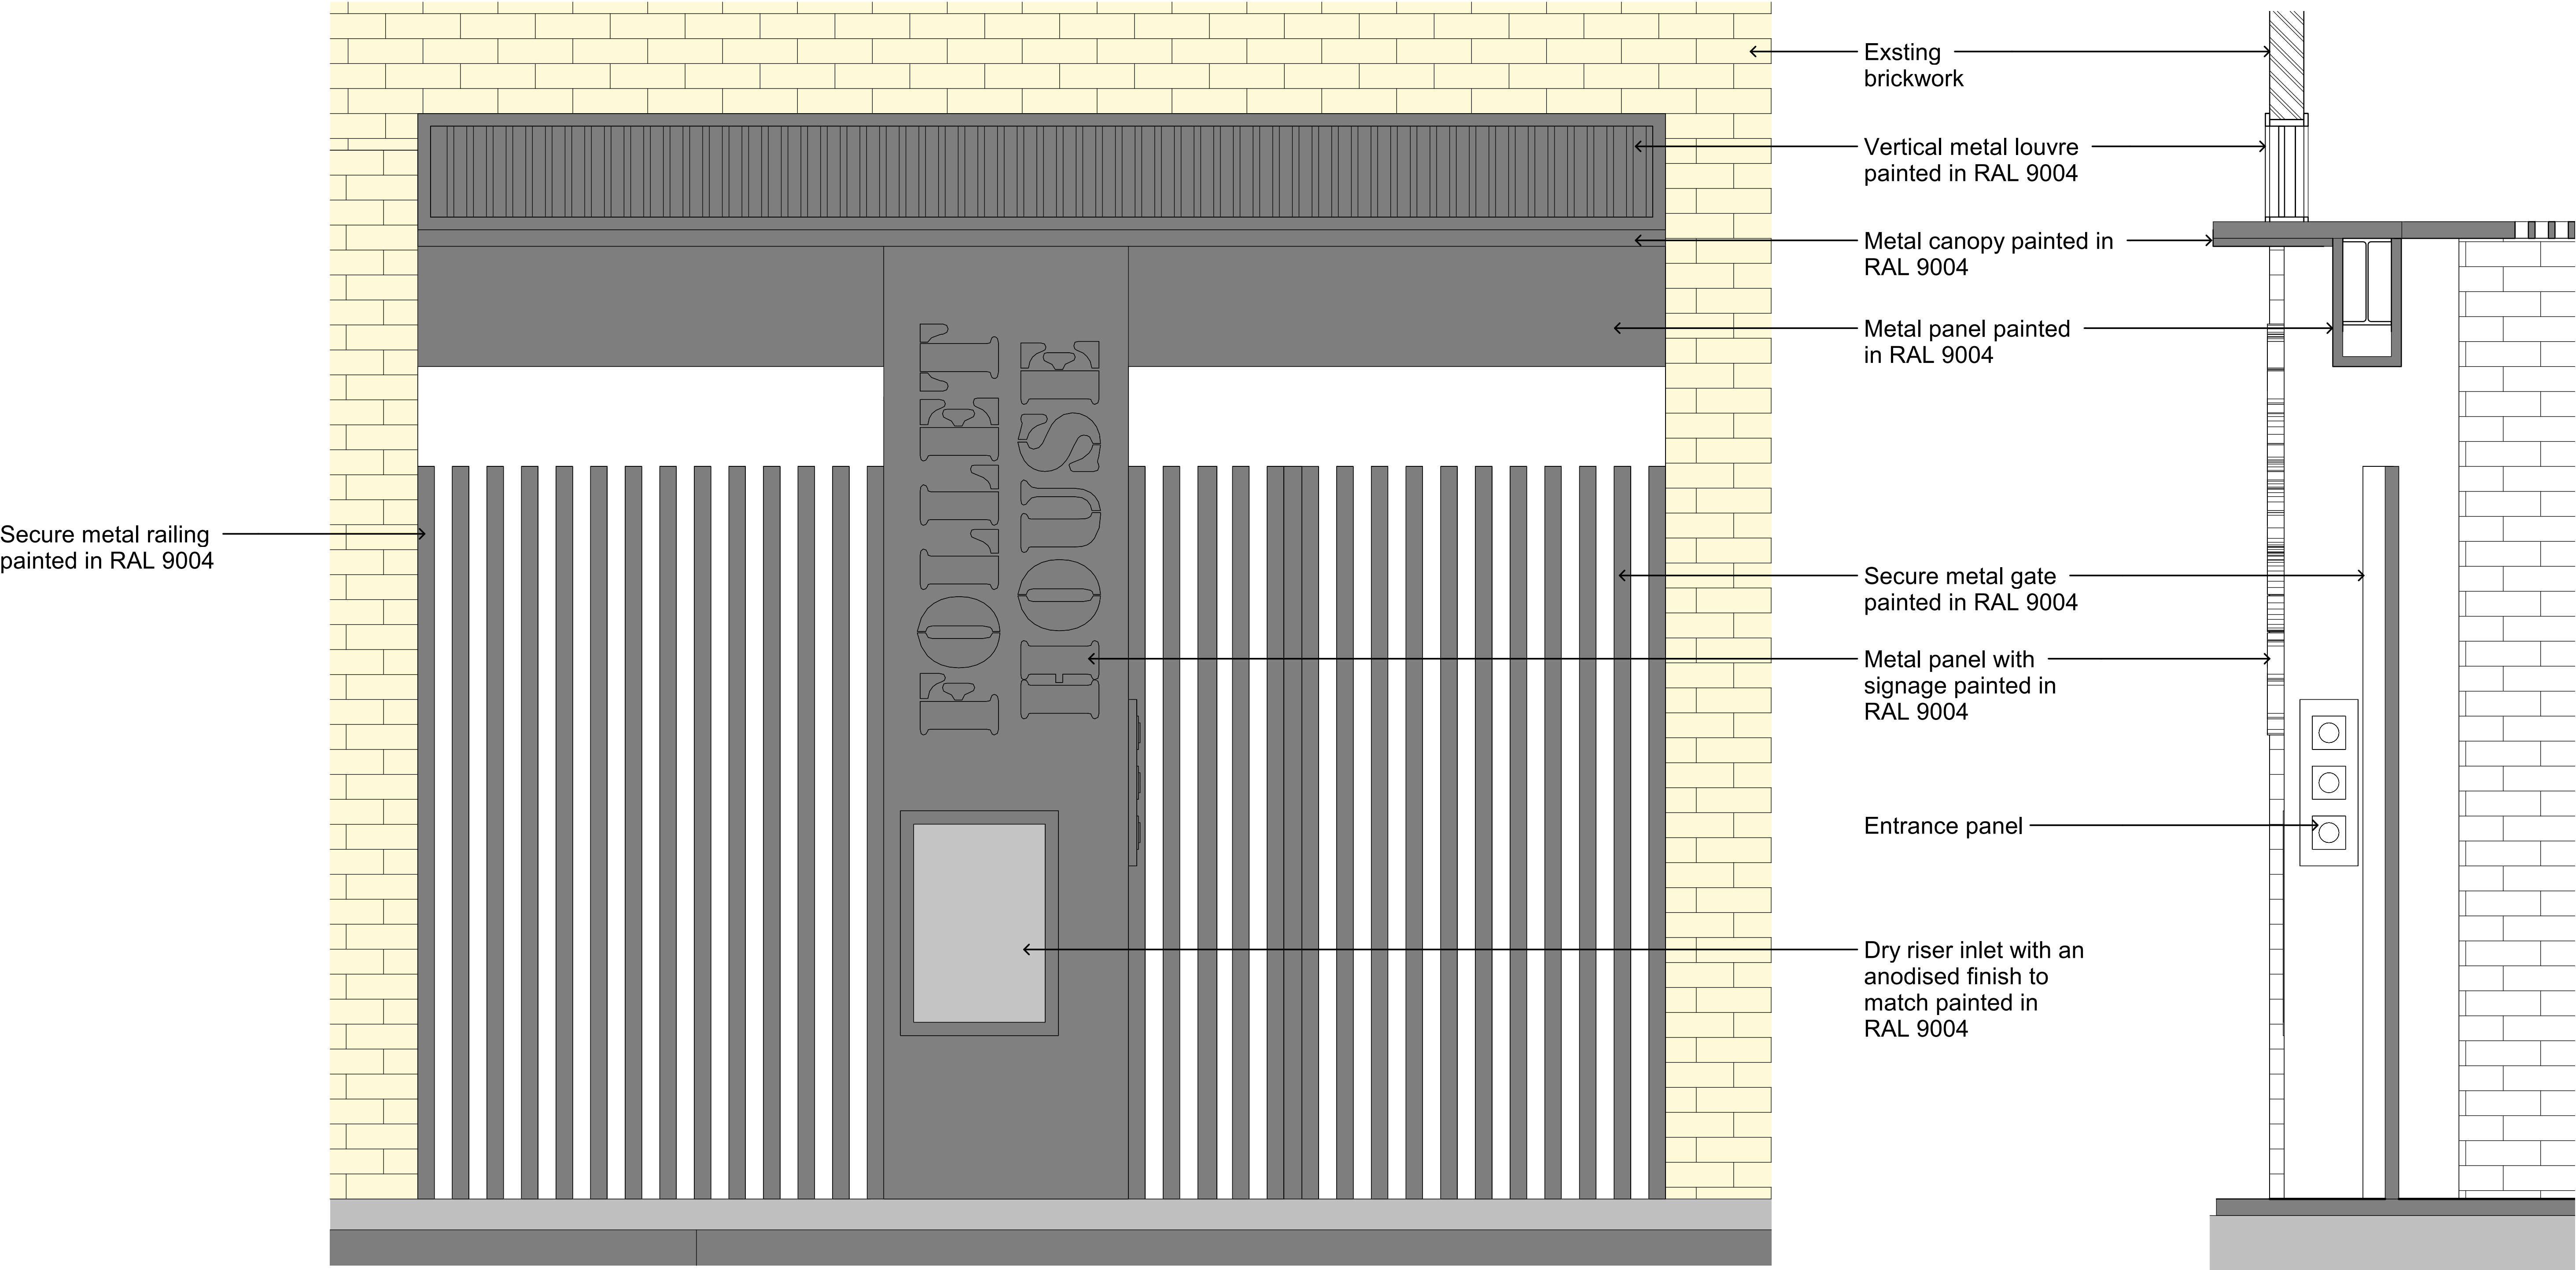 Exsting
brickwork
Vertical metal louvre
painted in RAL 9004
Metal canopy painted in
RAL 9004
Metal panel painted
in RAL 9004
FOLLET
HOUSE
Secure metal railing
painted in RAL 9004
Secure metal gate
painted in RAL 9004
Metal panel with
signage painted in
RAL 9004
Entrance panel
Dry riser inlet with an
anodised finish to
match painted in
RAL 9004